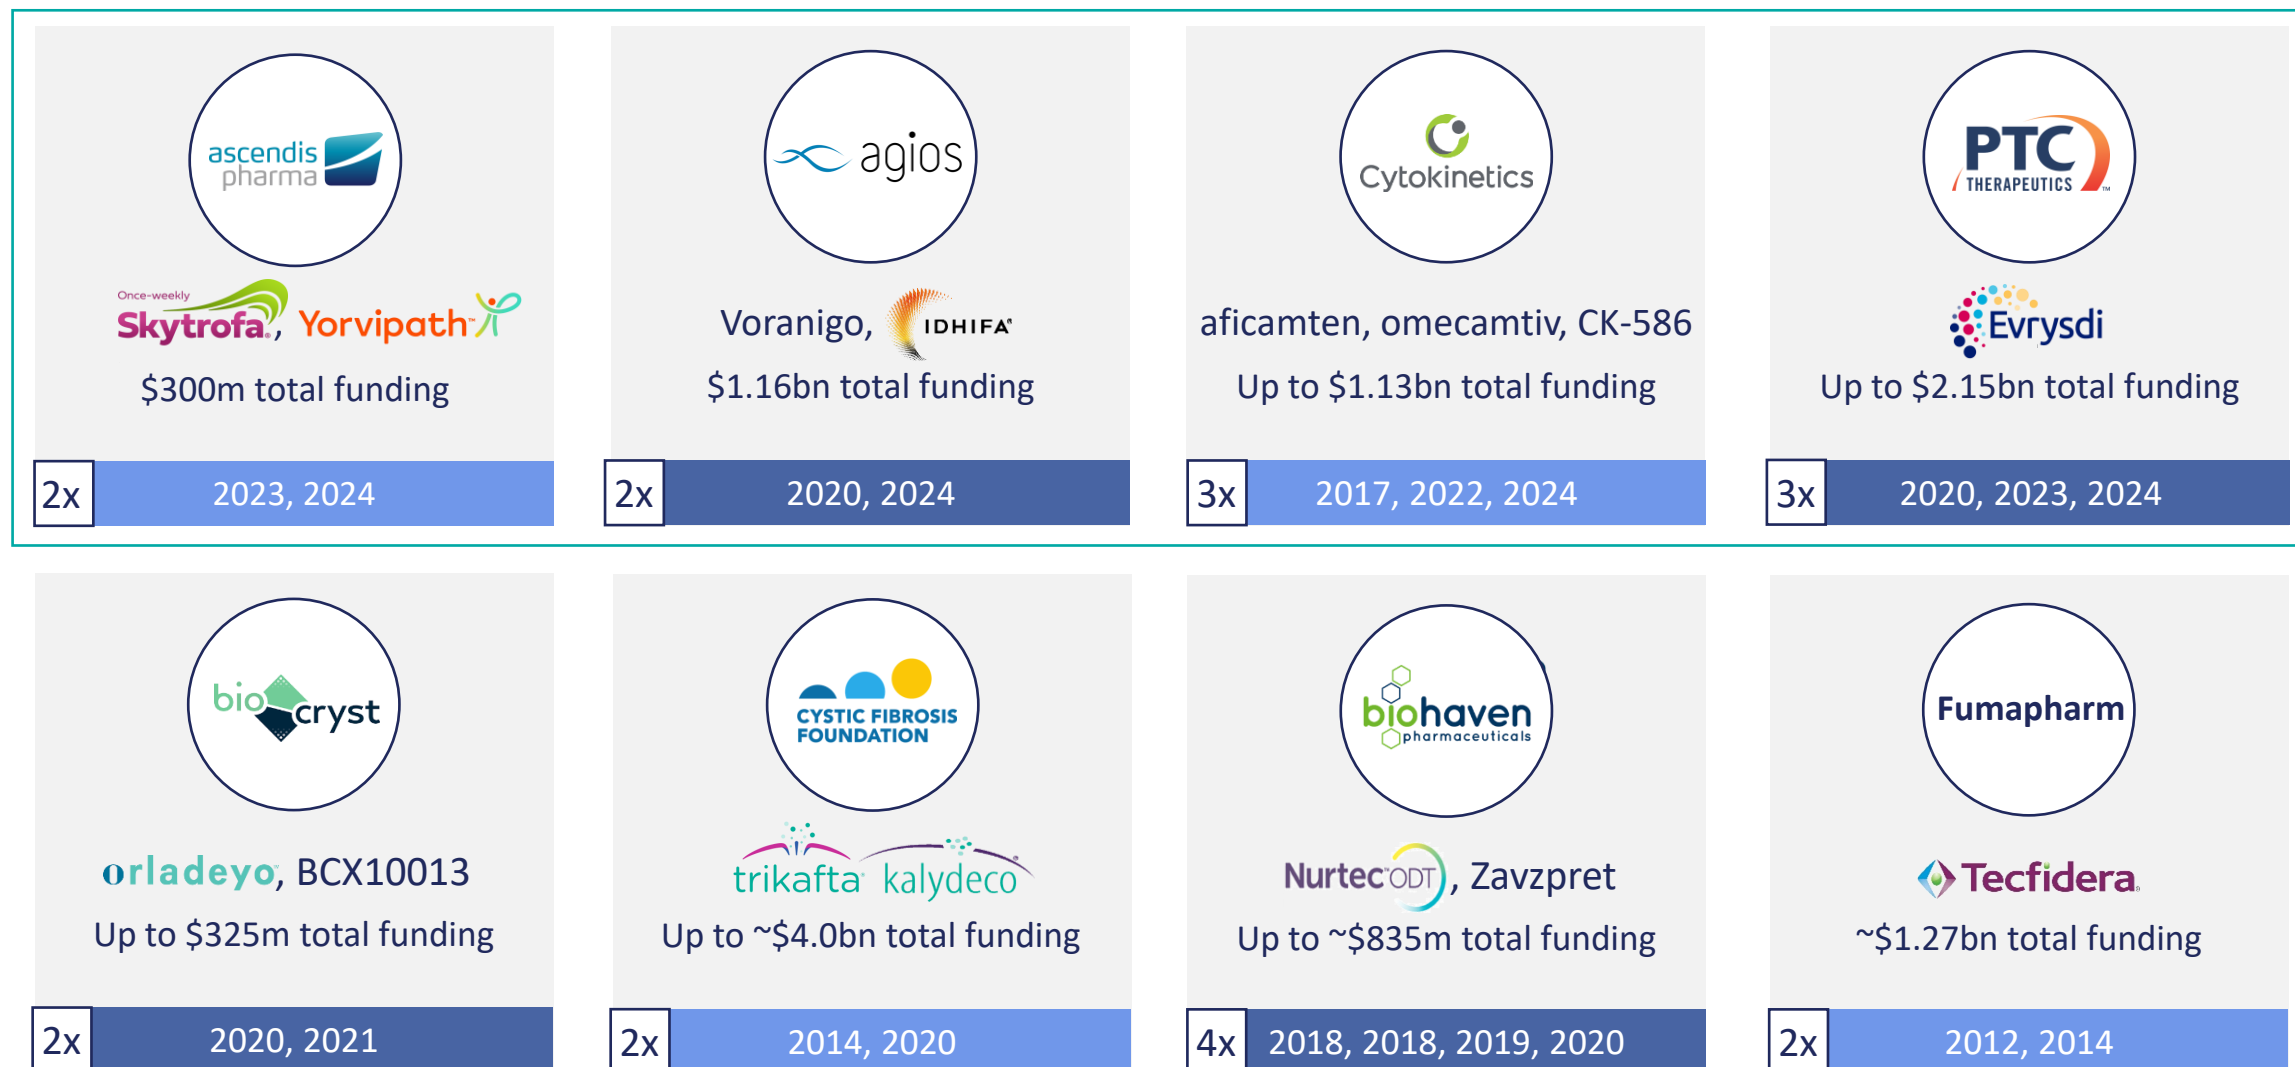 ascendis
pharma
Once-weekly
Skytrofa®, Yorvipath™
$300m total funding
2x
2023, 2024
agios
Voranigo, IDHIFA®
$1.16bn total funding
2x
2020, 2024
Cytokinetics
aficamten, omecamtiv, CK-586
Up to $1.13bn total funding
3x
2017, 2022, 2024
PTC
THERAPEUTICS™
Evrysdi
Up to $2.15bn total funding
3x
2020, 2023, 2024
biocryst
orladeyo™, BCX10013
Up to $325m total funding
2x
2020, 2021
CYSTIC FIBROSIS
FOUNDATION
trikafta® kalydeco®
Up to ~$4.0bn total funding
2x
2014, 2020
biohaven
pharmaceuticals
Nurtec™ODT, Zavzpret
Up to ~$835m total funding
4x
2018, 2018, 2019, 2020
Fumapharm
Tecfidera®
~$1.27bn total funding
2x
2012, 2014